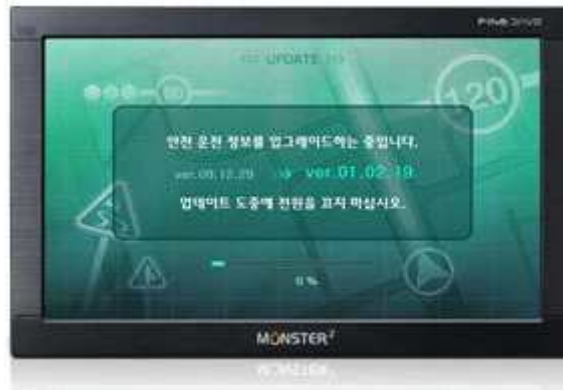 FINE DRIVE
UPDATE
120
안전 운전 정보를 업그레이드하는 중입니다.
ver.00.12.29 ver.01.02.19
업데이트 도중에 전원을 끄지 마십시오.
MONSTER²